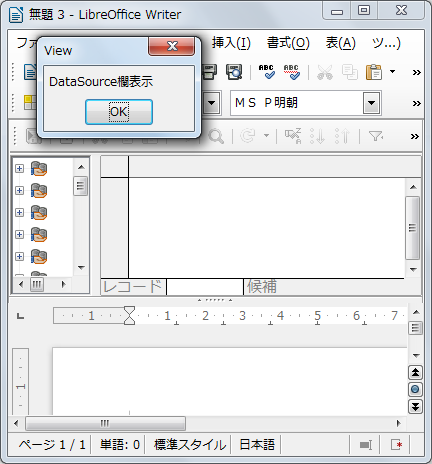 無題 3 - LibreOffice Writer
ファ
挿入(I) 書式(O) 表(A) ツ...) »
View
DataSource欄表示
OK
ABC ABC »
ＭＳ Ｐ明朝 »
»
レコード 候補
1 1 2 3 4 5 6 7
1
ページ 1 / 1 単語: 0 標準スタイル 日本語